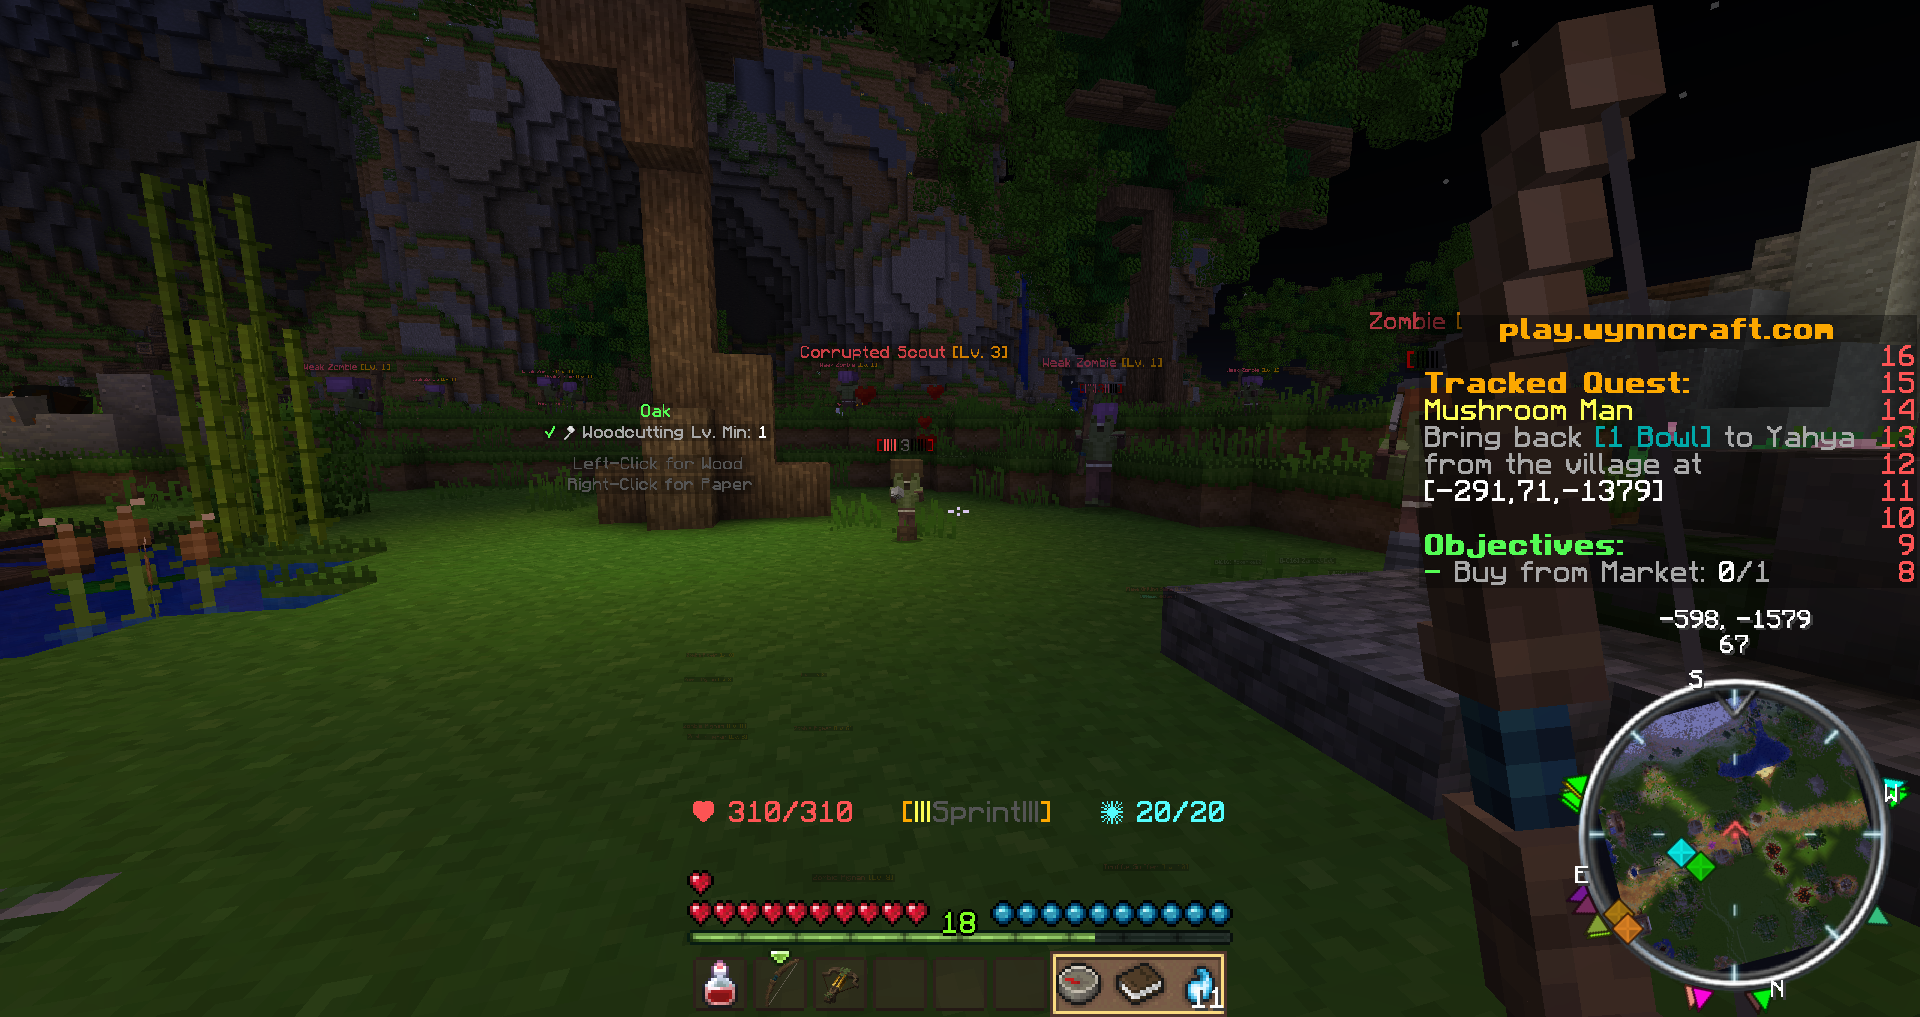 Zombie [
play.wynncraft.com
Corrupted Scout [Lv. 3]
Weak Zombie [Lv. 1]
Weak Zombie [Lv. 1]
16
Tracked Quest:
15
Mushroom Man
14
Bring back [1 Bowl] to Yahya
13
from the village at
12
[-291,71,-1379]
11
10
Objectives:
9
- Buy from Market: 0/1
8
Oak
✓ Woodcutting Lv. Min: 1
Left-Click for Wood
Right-Click for Paper
[|||3|||]
-598, -1579
67
S
W
E
N
310/310
[|||Sprint|||]
20/20
18
11